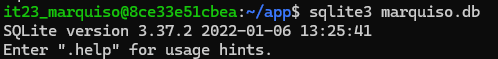 it23_marquiso@8ce33e51cbea:~/app$ sqlite3 marquiso.db
SQLite version 3.37.2 2022-01-06 13:25:41
Enter ".help" for usage hints.